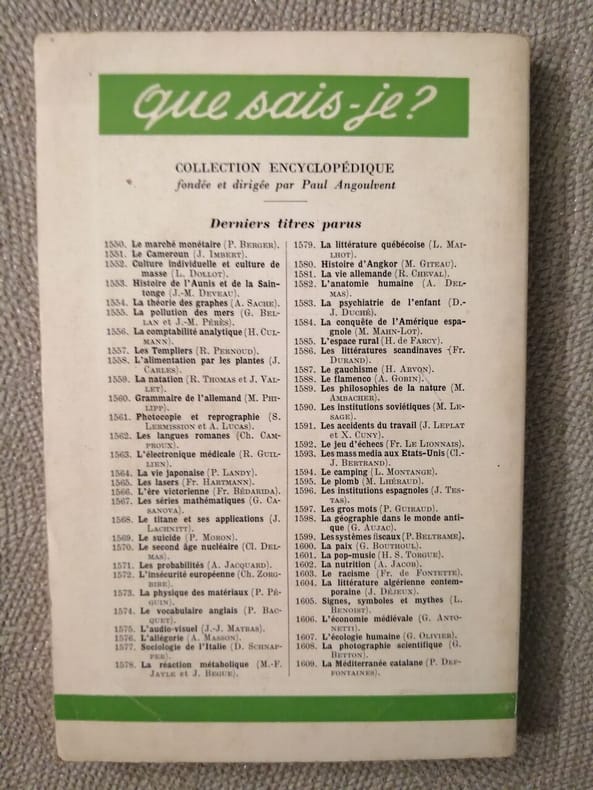 que sais-je?
COLLECTION ENCYCLOPÉDIQUE
fondée et dirigée par Paul Angoulvent
Derniers titres parus
1550. Le marché monétaire (P. BERGER).
1551. Le Cameroun (J. IMBERT).
1552. Culture individuelle et culture de
masse (L. DOLLOT).
1553. Histoire de l'Aunis et de la Sain-
tonge (J.-M. DEVEAU).
1554. La théorie des graphes (A. SACHE).
1555. La pollution des mers (G. BEL-
LAN et J.-M. PÉRÈS).
1556. La comptabilité analytique (H. CUL-
MANN).
1557. Les Templiers (R. PERNOUD).
1558. L'alimentation par les plantes (J.
CARLES).
1559. La natation (R. THOMAS et J. VAL-
LET).
1560. Grammaire de l'allemand (M. PHI-
LIPP).
1561. Photocopie et reprographie (S.
LERMISSION et A. LUCAS).
1562. Les langues romanes (Ch. CAM-
PROUX).
1563. L'électronique médicale (R. GUIL-
LIEN).
1564. La vie japonaise (P. LANDY).
1565. Les lasers (Fr. HARTMANN).
1566. L'ère victorienne (Fr. BÉDARIDA).
1567. Les séries mathématiques (G. CA-
SANOVA).
1568. Le titane et ses applications (J.
LACHNITT).
1569. Le suicide (P. MORON).
1570. Le second âge nucléaire (Cl. DEL-
MAS).
1571. Les probabilités (A. JACQUARD).
1572. L'insécurité européenne (Ch. ZORG-
BIBE).
1573. La physique des matériaux (P. PÉ-
GUIN).
1574. Le vocabulaire anglais (P. BAC-
QUET).
1575. L'audio-visuel (J.-J. MATRAS).
1576. L'allégorie (A. MASSON).
1577. Sociologie de l'Italie (D. SCHNAP-
PER).
1578. La réaction métabolique (M.-F.
JAYLE et J. BEGUE).
1579. La littérature québécoise (L. MAI-
LHOT).
1580. Histoire d'Angkor (M. GITEAU).
1581. La vie allemande (R. CHEVAL).
1582. L'anatomie humaine (A. DEL-
MAS).
1583. La psychiatrie de l'enfant (D.-
J. DUCHÉ).
1584. La conquête de l'Amérique espa-
gnole (M. MAHN-LOT).
1585. L'espace rural (H. de FARCY).
1586. Les littératures scandinaves (Fr.
DURAND).
1587. Le gauchisme (H. ARVON).
1588. Le flamenco (A. GOBIN).
1589. Les philosophies de la nature (M.
AMBACHER).
1590. Les institutions soviétiques (M. LE-
SAGE).
1591. Les accidents du travail (J. LEPLAT
et X. CUNY).
1592. Le jeu d'échecs (Fr. LE LIONNAIS).
1593. Les mass media aux Etats-Unis (Cl.-
J. BERTRAND).
1594. Le camping (L. MONTANGE).
1595. Le plomb (M. LHÉRAUD).
1596. Les institutions espagnoles (J. TES-
TAS).
1597. Les gros mots (P. GUIRAUD).
1598. La géographie dans le monde anti-
que (G. AUJAC).
1599. Les systèmes fiscaux (P. BELTRAME).
1600. La paix (G. BOUTHOUL).
1601. La pop-music (H. S. TORGUE).
1602. La nutrition (A. JACOB).
1603. Le racisme (Fr. de FONTETTE).
1604. La littérature algérienne contem-
poraine (J. DÉJEUX).
1605. Signes, symboles et mythes (L.
BENOIST).
1606. L'économie médiévale (G. ANTO-
NETTI).
1607. L'écologie humaine (G. OLIVIER).
1608. La photographie scientifique (G.
BETTON).
1609. La Méditerranée catalane (P. DEF-
FONTAINES).